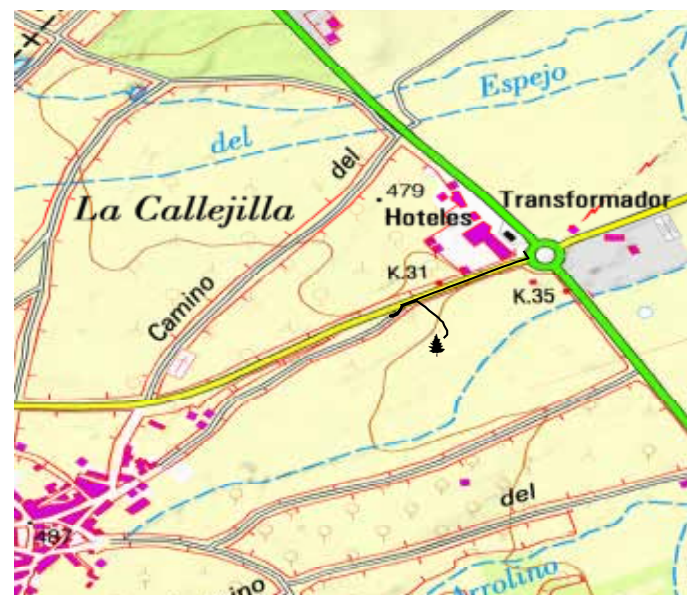 Espejo
del
del
479
La Callejilla
Transformador
Hoteles
K.31
K.35
Camino
del
487
Arrolino